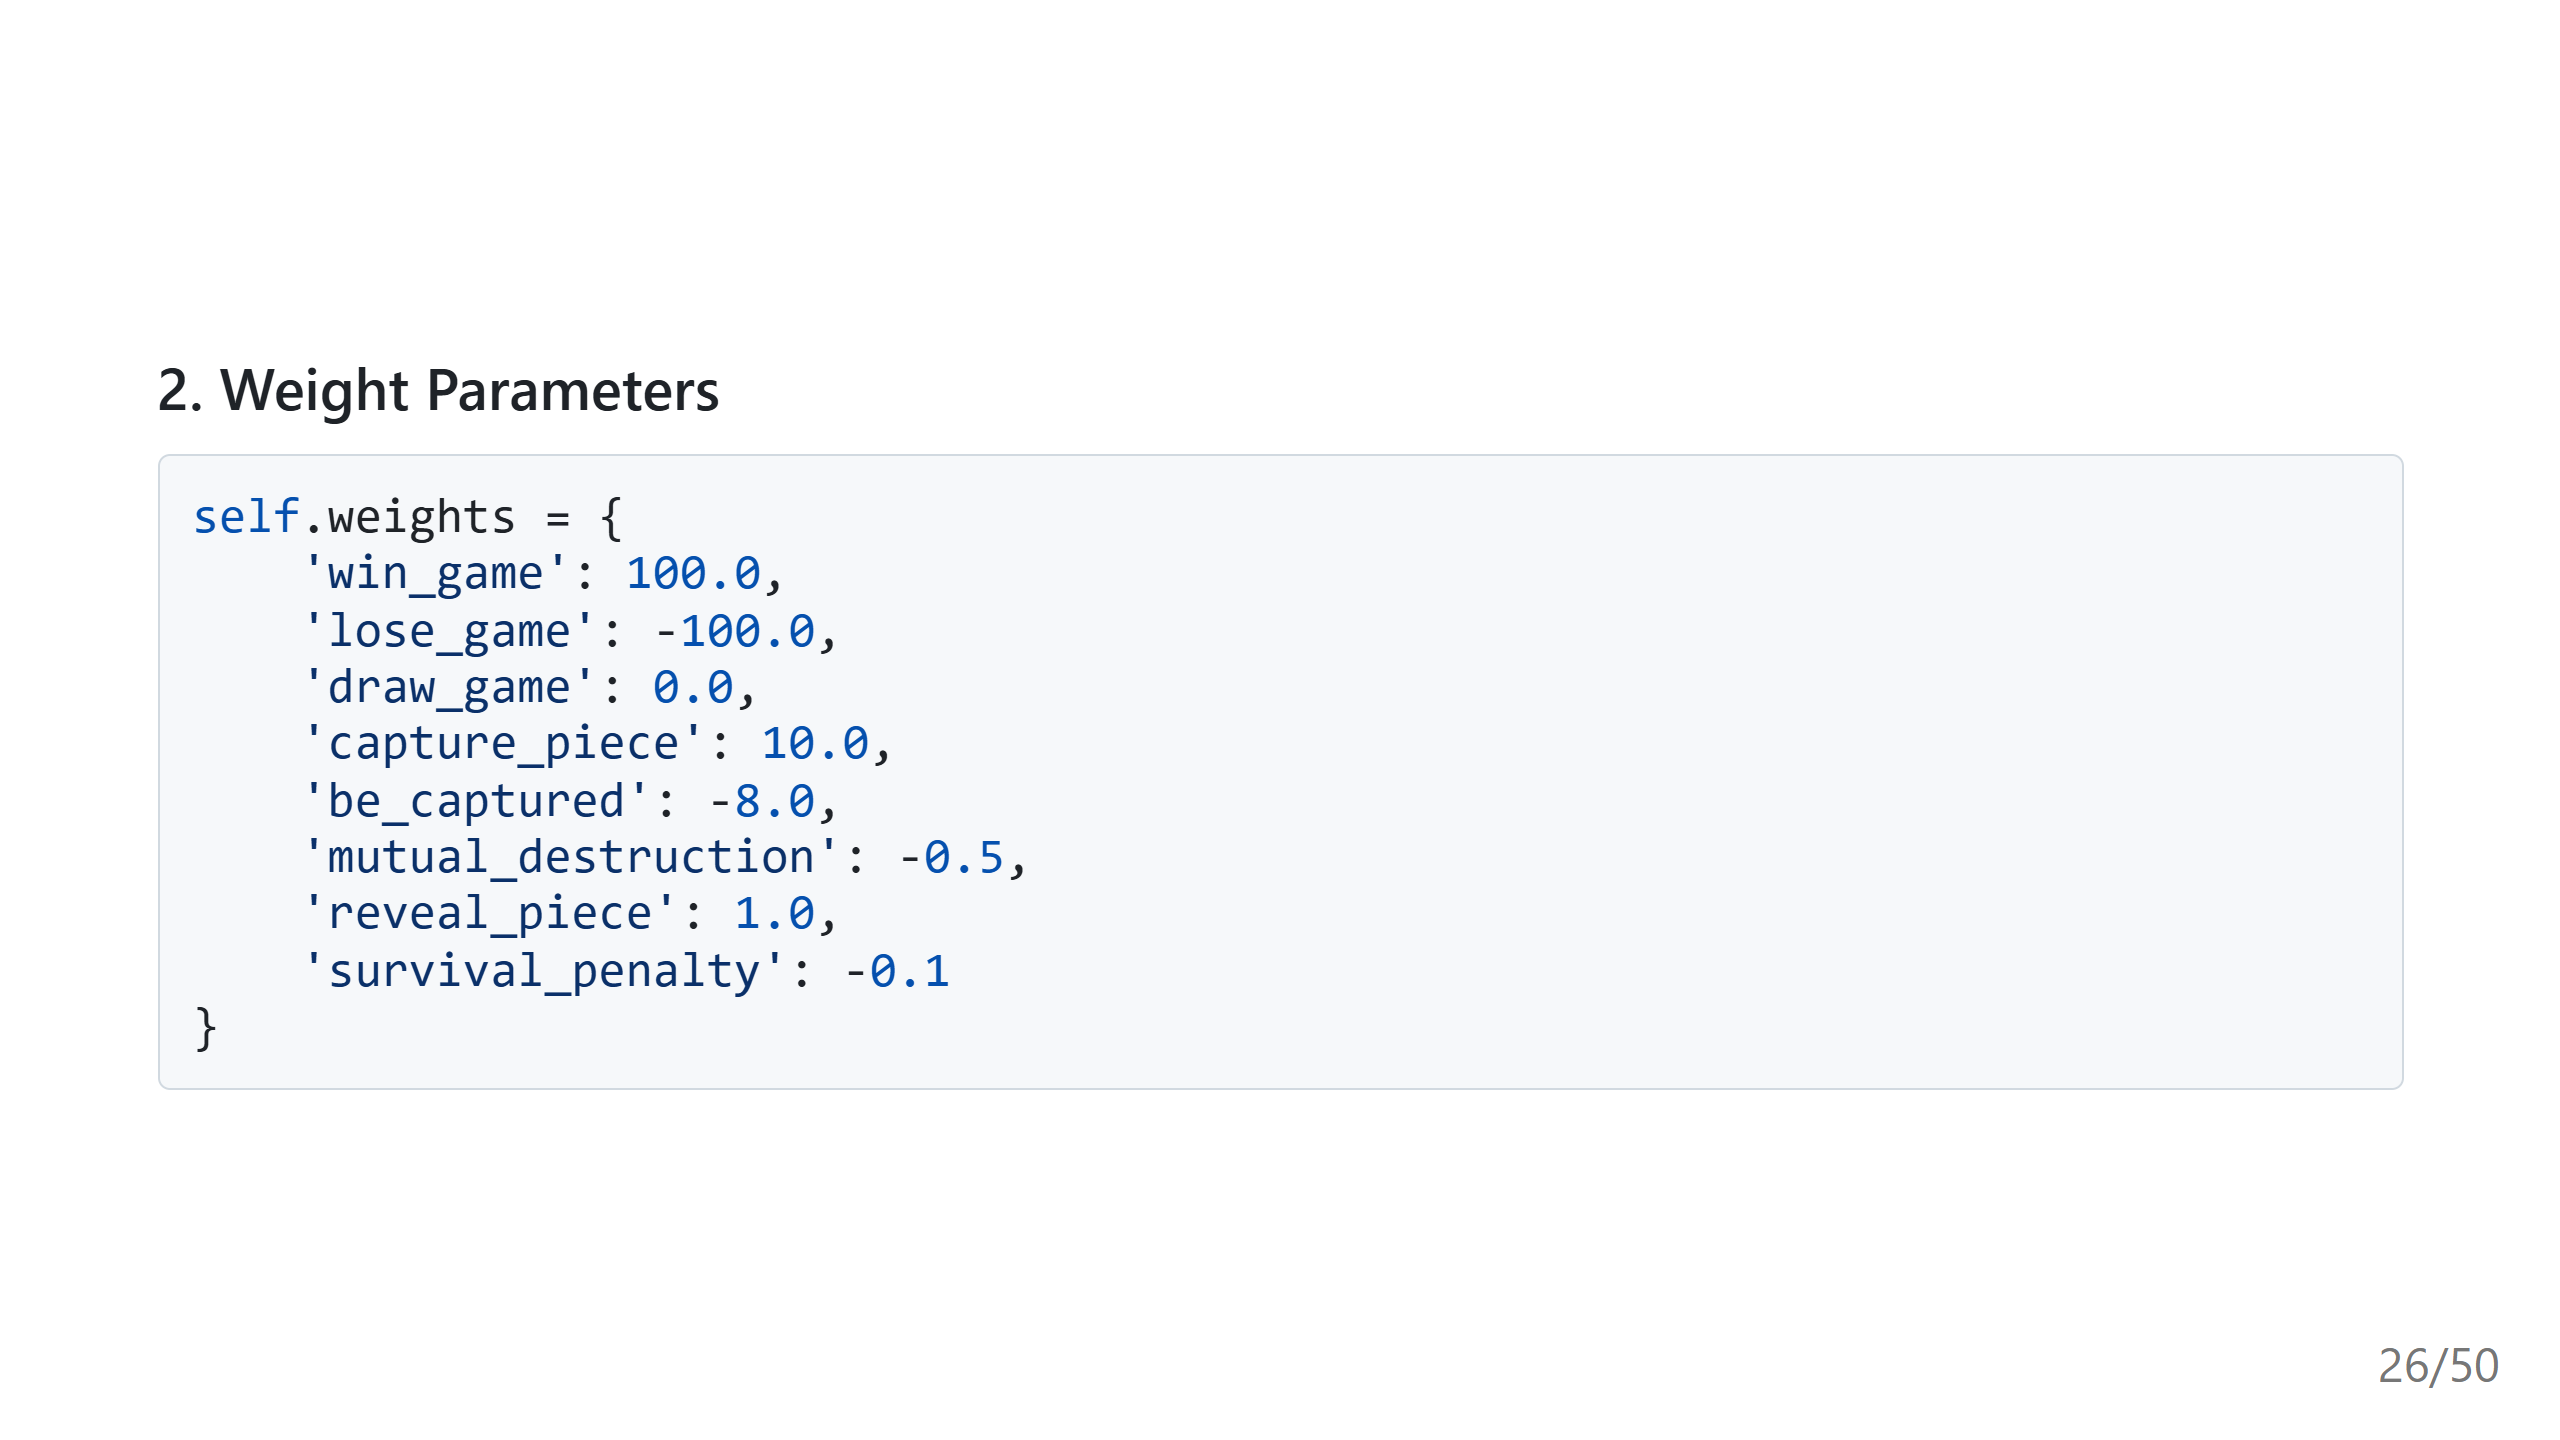 2. Weight Parameters
self.weights = {
    'win_game': 100.0,
    'lose_game': -100.0,
    'draw_game': 0.0,
    'capture_piece': 10.0,
    'be_captured': -8.0,
    'mutual_destruction': -0.5,
    'reveal_piece': 1.0,
    'survival_penalty': -0.1
}
26/50